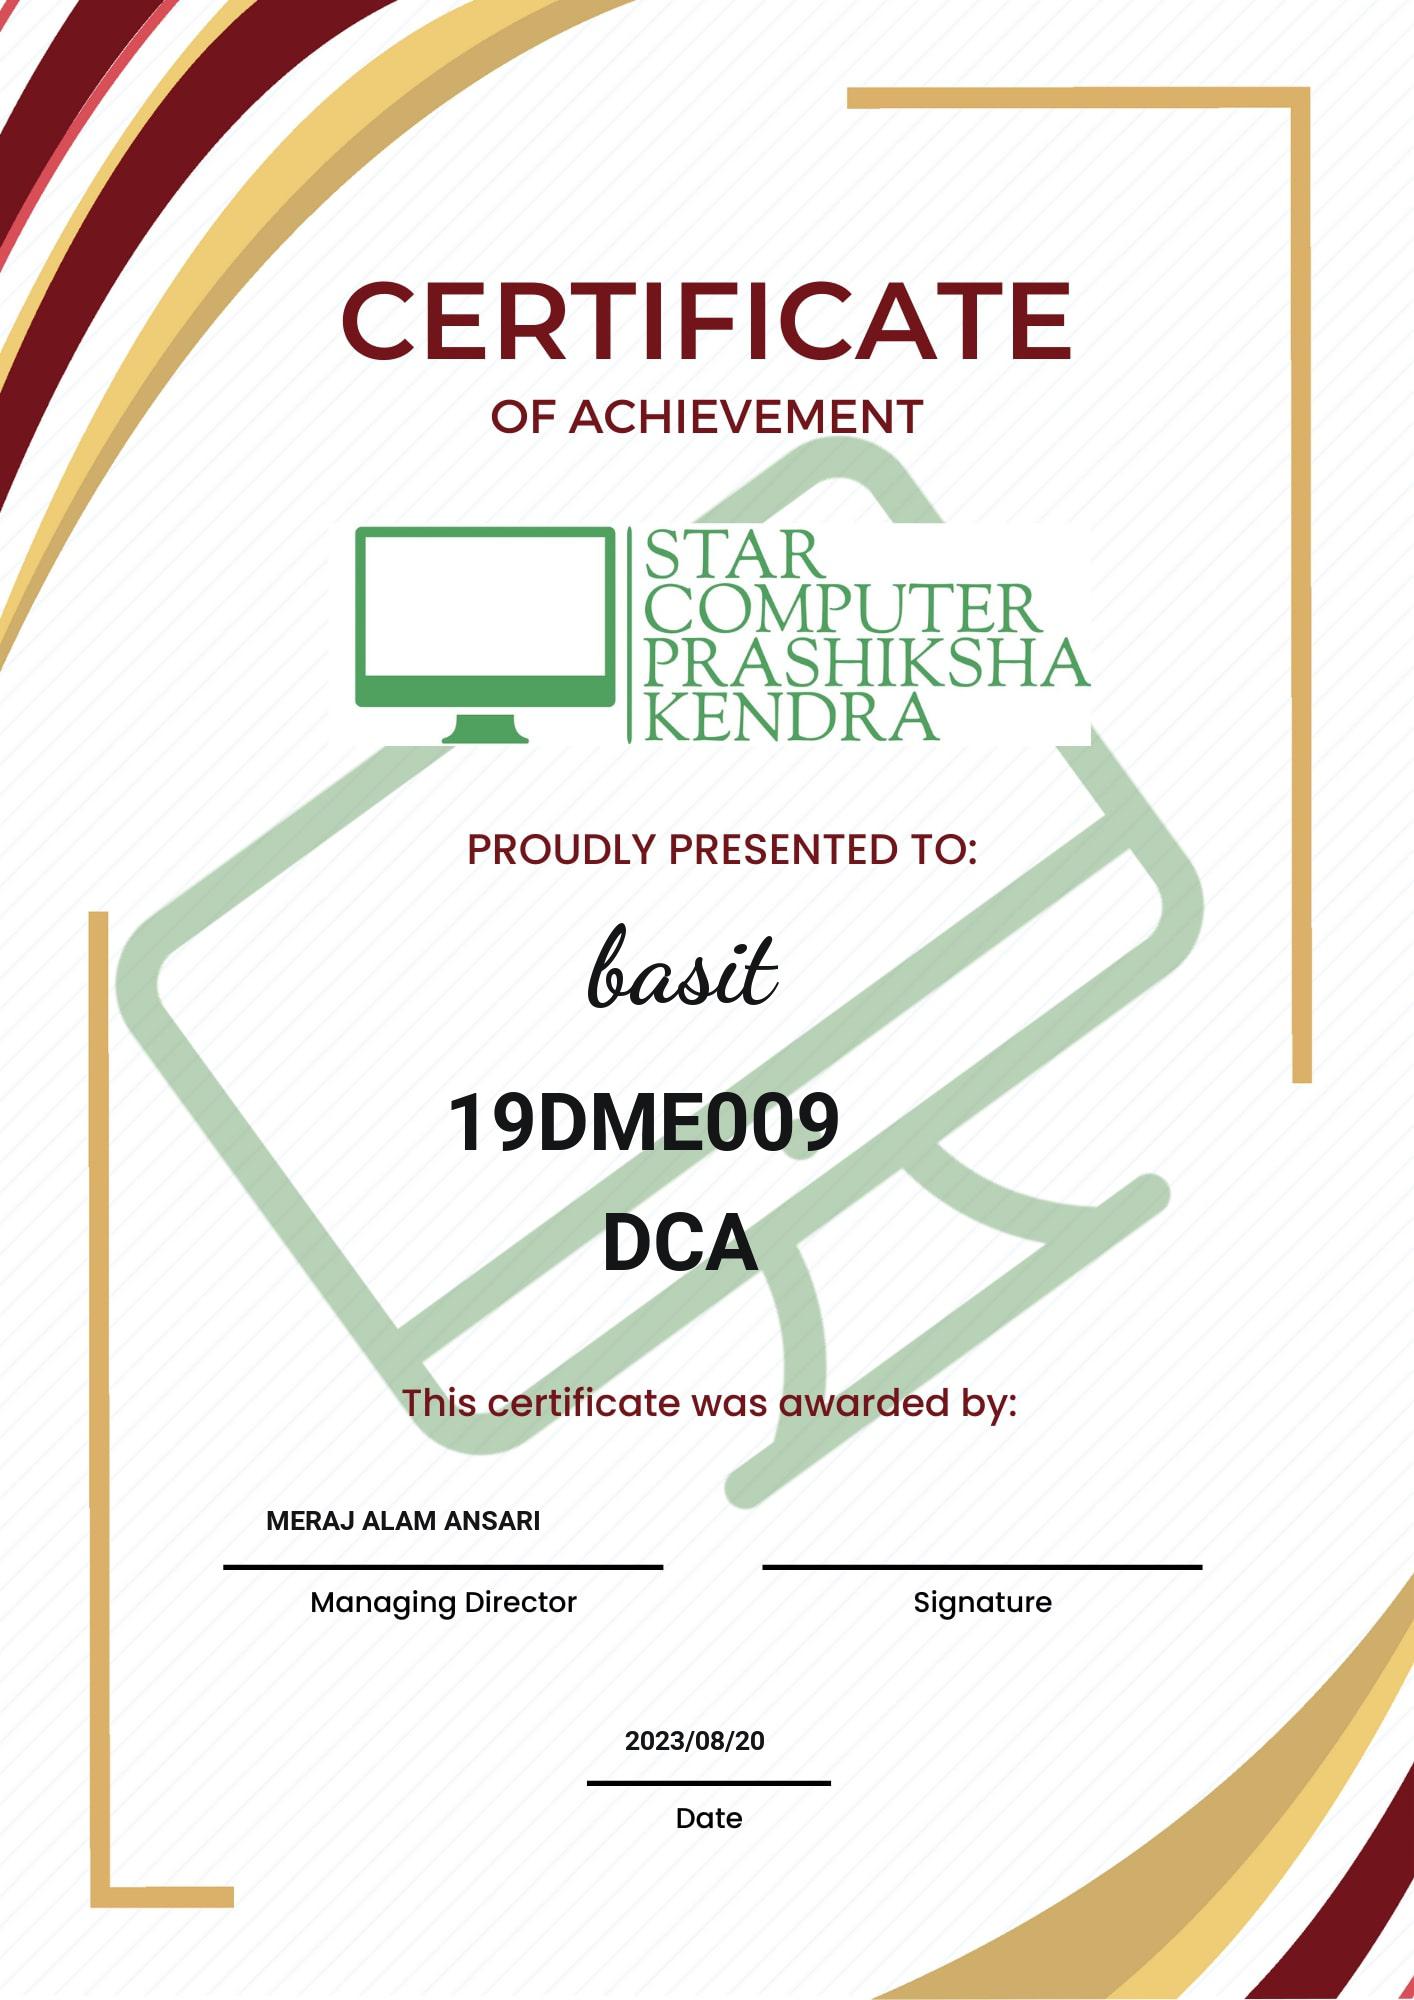 CERTIFICATE
OF ACHIEVEMENT
STAR
COMPUTER
PRASHIKSHA
KENDRA
PROUDLY PRESENTED TO:
basit
19DME009
DCA
This certificate was awarded by:
MERAJ ALAM ANSARI
Managing Director
Signature
2023/08/20
Date